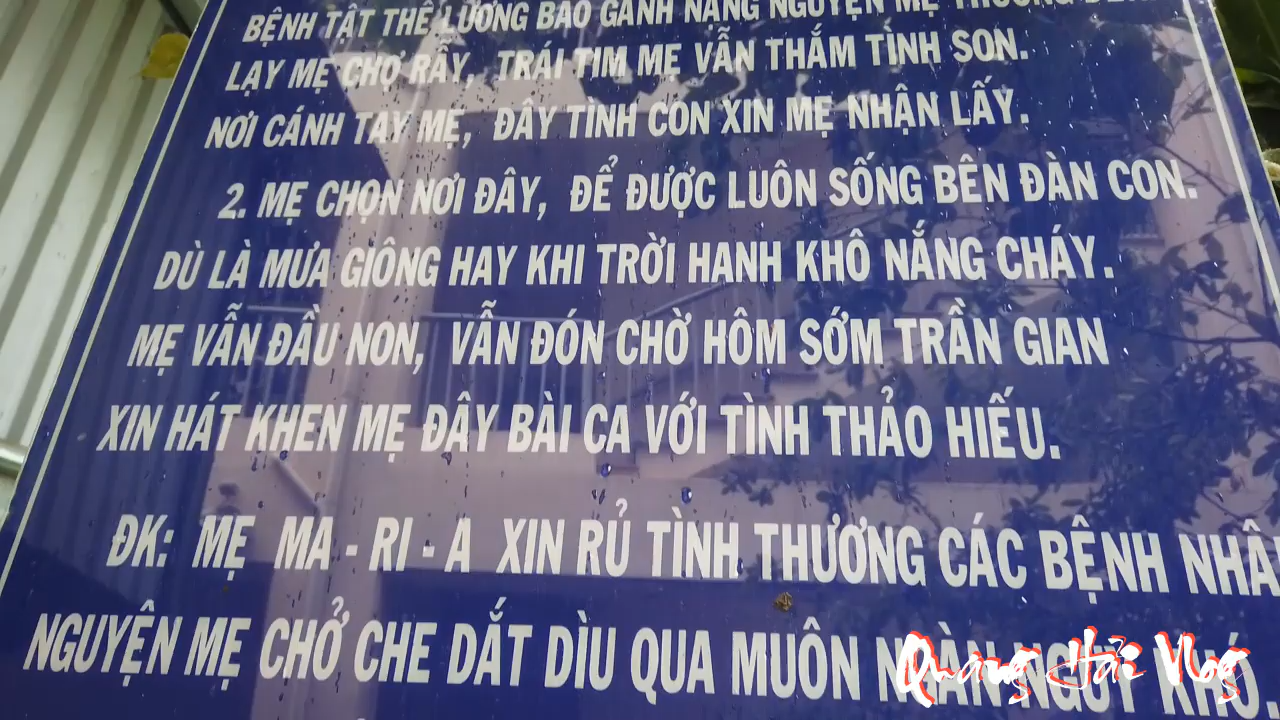 BỆNH TẬT THÊ LƯƠNG BAO GÁNH NẶNG NGUYỆN MẸ THƯƠNG
LẠY MẸ CHỢ RẪY, TRÁI TIM MẸ VẪN THẮM TÌNH SON.
NƠI CÁNH TAY MẸ, ĐÂY TÌNH CON XIN MẸ NHẬN LẤY.
2. MẸ CHỌN NƠI ĐÂY, ĐỂ ĐƯỢC LUÔN SỐNG BÊN ĐÀN CON.
DÙ LÀ MƯA GIÔNG HAY KHI TRỜI HANH KHÔ NẮNG CHÁY.
MẸ VẪN ĐẦU NON, VẪN ĐÓN CHỜ HÔM SỚM TRẦN GIAN
XIN HÁT KHEN MẸ ĐÂY BÀI CA VỚI TÌNH THẢO HIẾU.
ĐK: MẸ MA - RI - A XIN RỦ TÌNH THƯƠNG CÁC BỆNH NHÂ
NGUYỆN MẸ CHỞ CHE DẮT DÌU QUA MUÔN NGÀN NGUY KHÓ.
Quang Hải Vlog